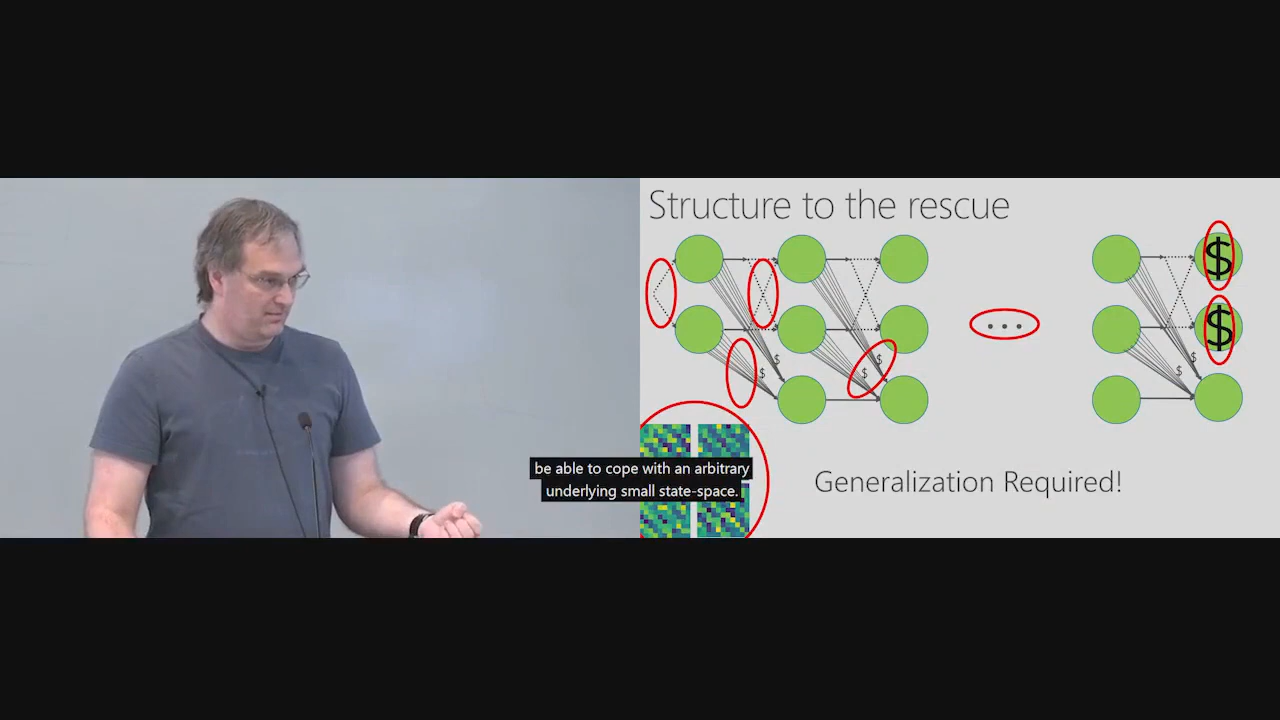 Structure to the rescue
$
$
$
$
$
$
$
$
...
be able to cope with an arbitrary
underlying small state-space.
Generalization Required!